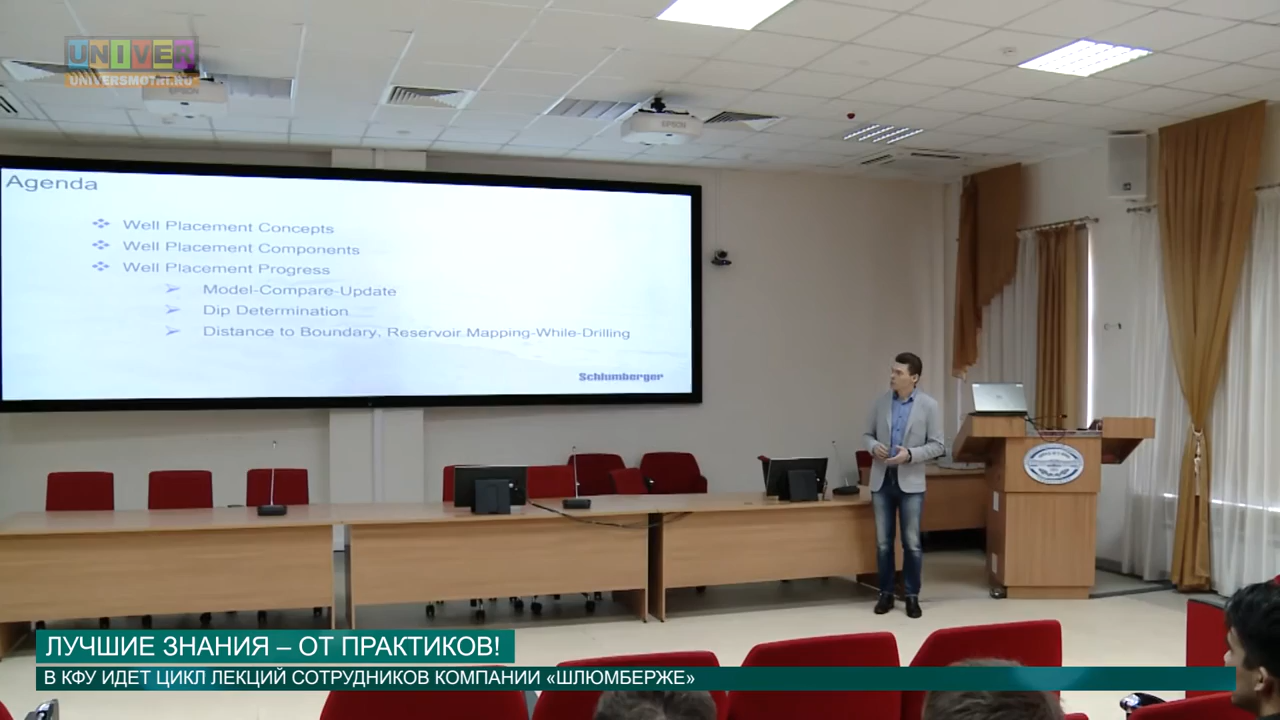 UNIVER
UNIVERSMOTRI.RU
EPSON
EPSON
Agenda
Well Placement Concepts
Well Placement Components
Well Placement Progress
Model-Compare-Update
Dip Determination
Distance to Boundary, Reservoir Mapping-While-Drilling
Schlumberger
ЛУЧШИЕ ЗНАНИЯ – ОТ ПРАКТИКОВ!
В КФУ ИДЕТ ЦИКЛ ЛЕКЦИЙ СОТРУДНИКОВ КОМПАНИИ «ШЛЮМБЕРЖЕ»